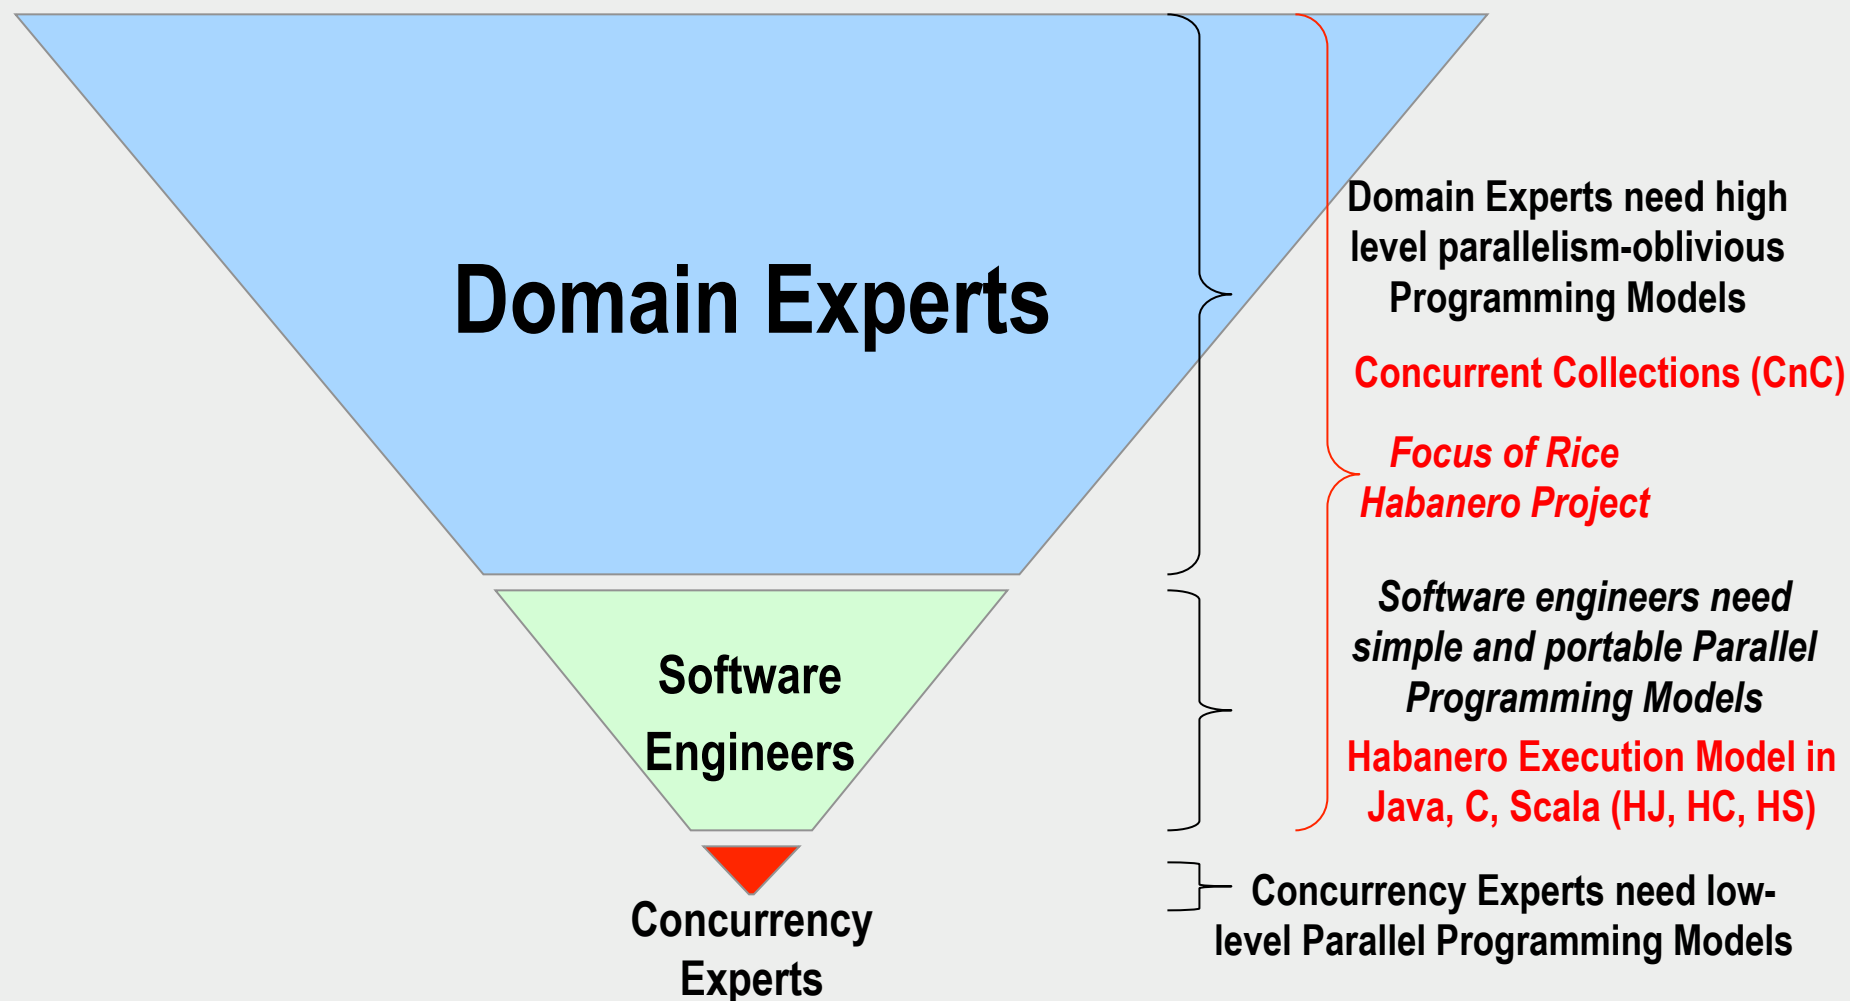 Domain Experts
Domain Experts need high
level parallelism-oblivious
Programming Models
Concurrent Collections (CnC)
Focus of Rice
Habanero Project
Software
Engineers
Software engineers need
simple and portable Parallel
Programming Models
Habanero Execution Model in
Java, C, Scala (HJ, HC, HS)
Concurrency
Experts
Concurrency Experts need low-
level Parallel Programming Models